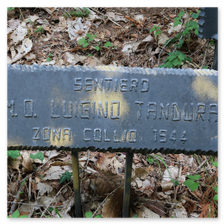 SENTIERO
M.O. LUIGINO TANDURA
ZONA COLLIO 1944